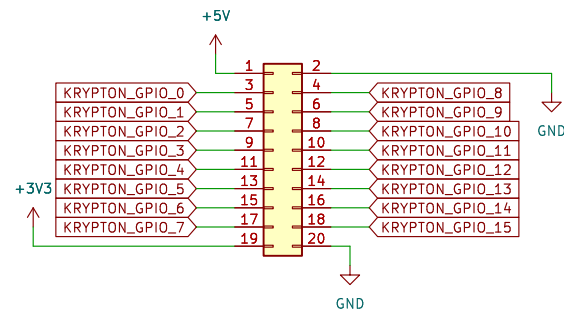 +5V
1 2
KRYPTON_GPIO_0 3 4 KRYPTON_GPIO_8
KRYPTON_GPIO_1 5 6 KRYPTON_GPIO_9
KRYPTON_GPIO_2 7 8 KRYPTON_GPIO_10
GND
KRYPTON_GPIO_3 9 10 KRYPTON_GPIO_11
KRYPTON_GPIO_4 11 12 KRYPTON_GPIO_12
+3V3
KRYPTON_GPIO_5 13 14 KRYPTON_GPIO_13
KRYPTON_GPIO_6 15 16 KRYPTON_GPIO_14
KRYPTON_GPIO_7 17 18 KRYPTON_GPIO_15
19 20
GND